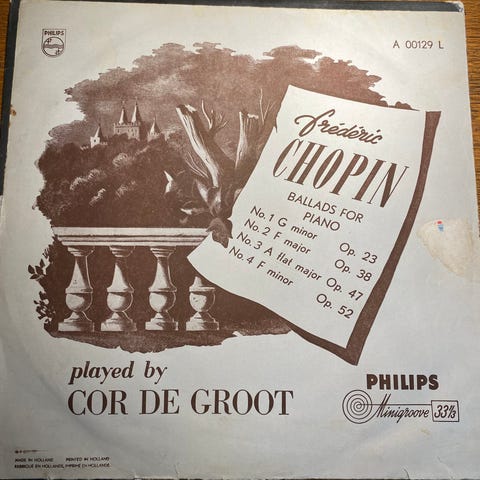 PHILIPS
A 00129 L
Frédéric
CHOPIN
BALLADS FOR
PIANO
No. 1 G minor Op. 23
No. 2 F major Op. 38
No. 3 A flat major Op. 47
No. 4 F minor Op. 52
played by
COR DE GROOT
PHILIPS
Minigroove 33⅓
MADE IN HOLLAND PRINTED IN HOLLAND
FABRIQUÉ EN HOLLANDE, IMPRIMÉ EN HOLLANDE.